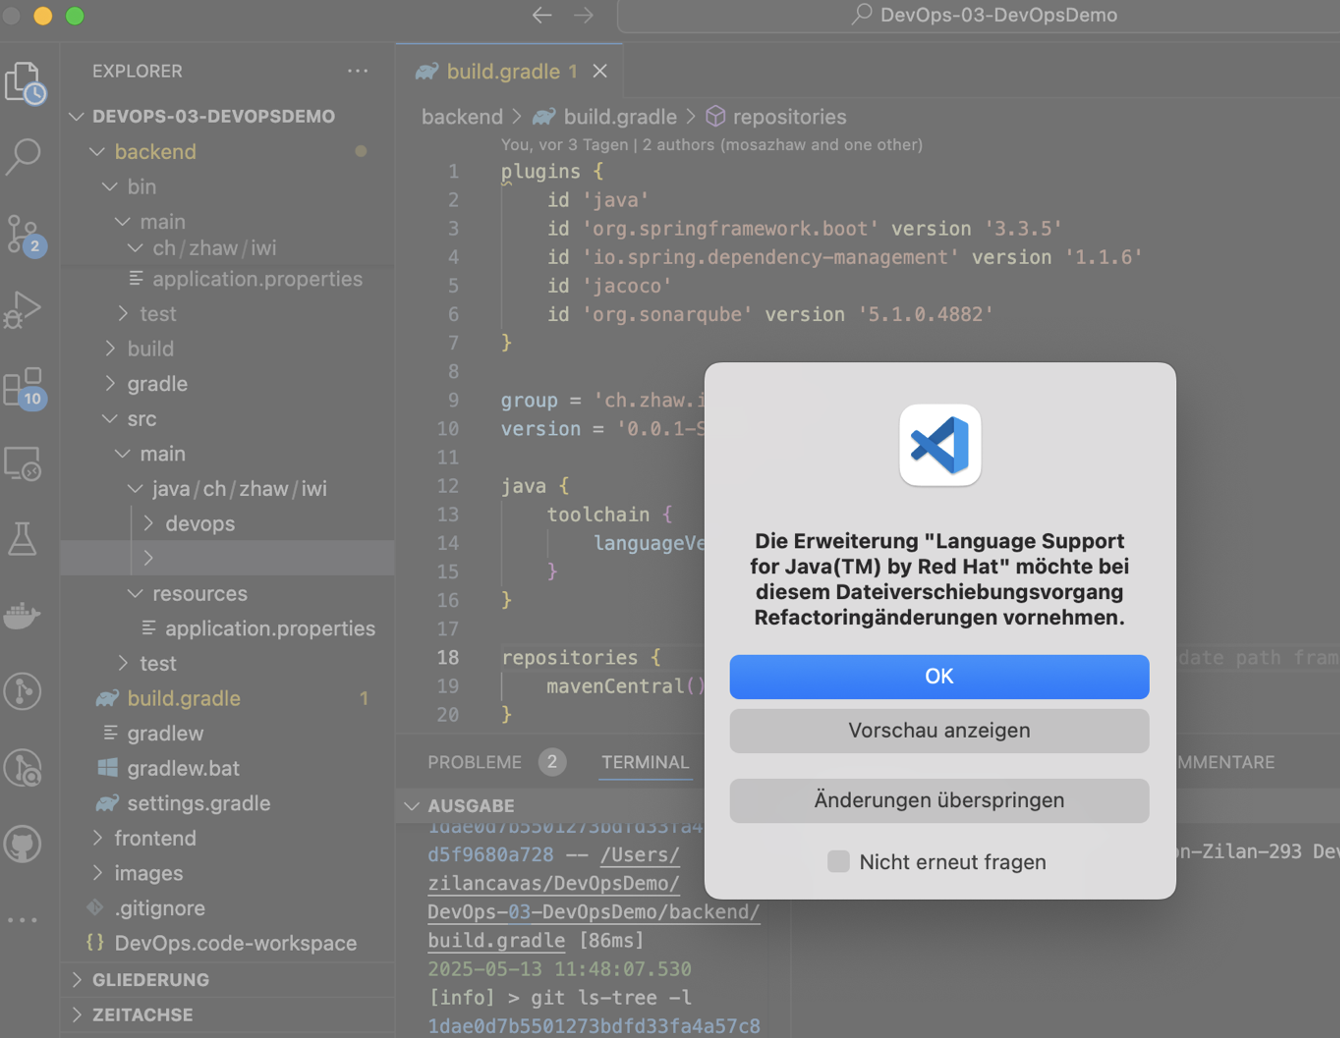 DevOps-03-DevOpsDemo
EXPLORER
DEVOPS-03-DEVOPSDEMO
backend
bin
main
ch/zhaw/iwi
application.properties
test
build
gradle
src
main
java/ch/zhaw/iwi
devops
resources
application.properties
test
build.gradle 1
gradlew
gradlew.bat
settings.gradle
frontend
images
.gitignore
{} DevOps.code-workspace
GLIEDERUNG
ZEITACHSE
2
10
build.gradle 1
backend > build.gradle > repositories
You, vor 3 Tagen | 2 authors (mosazhaw and one other)
1 plugins {
2 id 'java'
3 id 'org.springframework.boot' version '3.3.5'
4 id 'io.spring.dependency-management' version '1.1.6'
5 id 'jacoco'
6 id 'org.sonarqube' version '5.1.0.4882'
7 }
8
9 group = 'ch.zhaw.i
10 version = '0.0.1-S
11
12 java {
13 toolchain {
14 languageVe
15 }
16 }
17
18 repositories { date path fram
19 mavenCentral()
20 }
PROBLEME 2 TERMINAL MMENTARE
AUSGABE
1dae0d7b5501273bdfd33fa4
d5f9680a728 -- /Users/
zilancavas/DevOpsDemo/
DevOps-03-DevOpsDemo/backend/
build.gradle [86ms]
2025-05-13 11:48:07.530
[info] > git ls-tree -l
1dae0d7b5501273bdfd33fa4a57c8
on-Zilan-293 Dev
Die Erweiterung "Language Support
for Java(TM) by Red Hat" möchte bei
diesem Dateiverschiebungsvorgang
Refactoringänderungen vornehmen.
OK
Vorschau anzeigen
Änderungen überspringen
Nicht erneut fragen